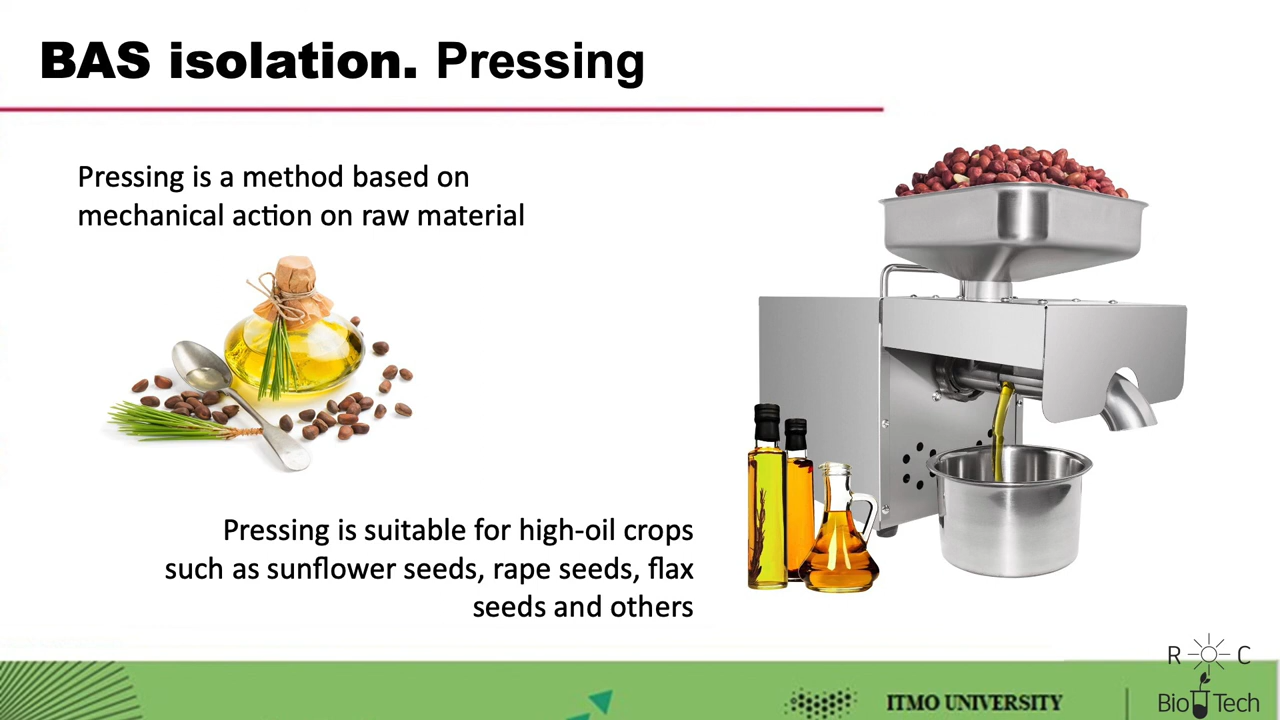 BAS isolation. Pressing
Pressing is a method based on
mechanical action on raw material
Pressing is suitable for high-oil crops
such as sunflower seeds, rape seeds, flax
seeds and others
R C
ITMO UNIVERSITY
Bio Tech